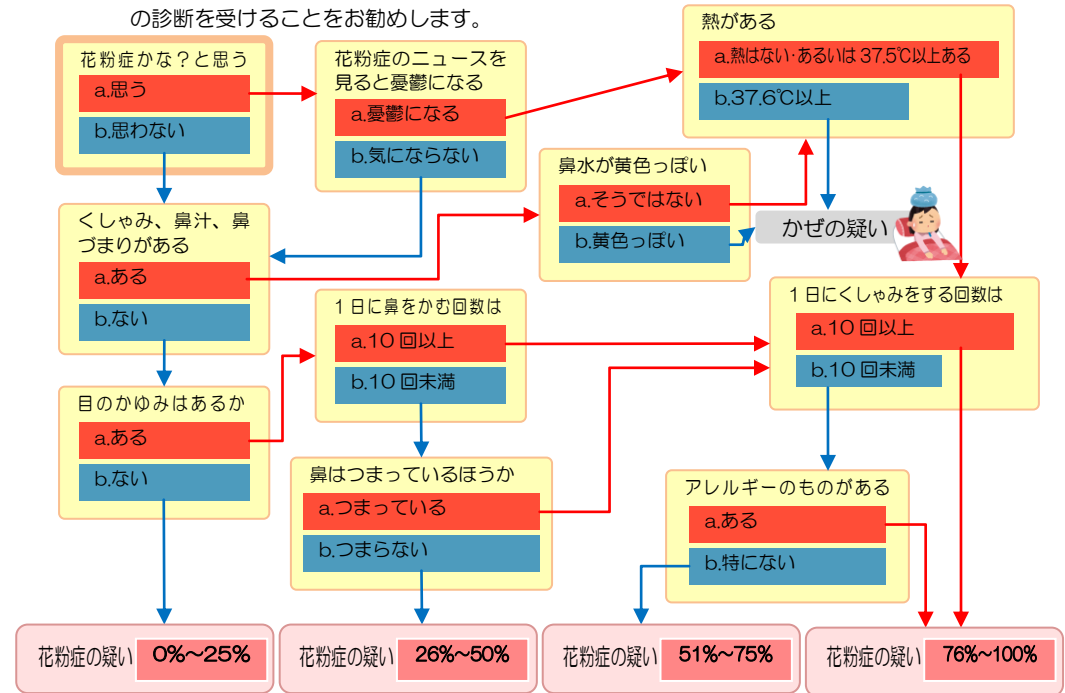 の診断を受けることをお勧めします。
花粉症かな？と思う
a.思う
b.思わない
花粉症のニュースを
見ると憂鬱になる
a.憂鬱になる
b.気にならない
熱がある
a.熱はない･あるいは 37.5℃以上ある
b.37.6℃以上
鼻水が黄色っぽい
a.そうではない
b.黄色っぽい
かぜの疑い
くしゃみ、鼻汁、鼻
づまりがある
a.ある
b.ない
1日に鼻をかむ回数は
a.10 回以上
b.10 回未満
1日にくしゃみをする回数は
a.10 回以上
b.10 回未満
目のかゆみはあるか
a.ある
b.ない
鼻はつまっているほうか
a.つまっている
b.つまらない
アレルギーのものがある
a.ある
b.特にない
花粉症の疑い 0%～25%
花粉症の疑い 26%～50%
花粉症の疑い 51%～75%
花粉症の疑い 76%～100%